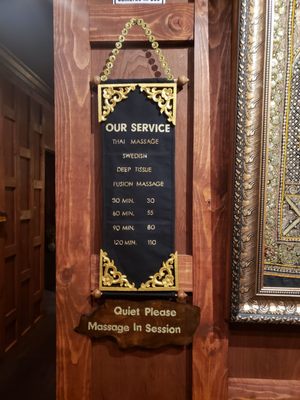 OUR SERVICE
THAI MASSAGE
SWEDISH
DEEP TISSUE
FUSION MASSAGE
30 MIN. 30
60 MIN. 55
90 MIN. 80
120 MIN. 110
Quiet Please
Massage In Session